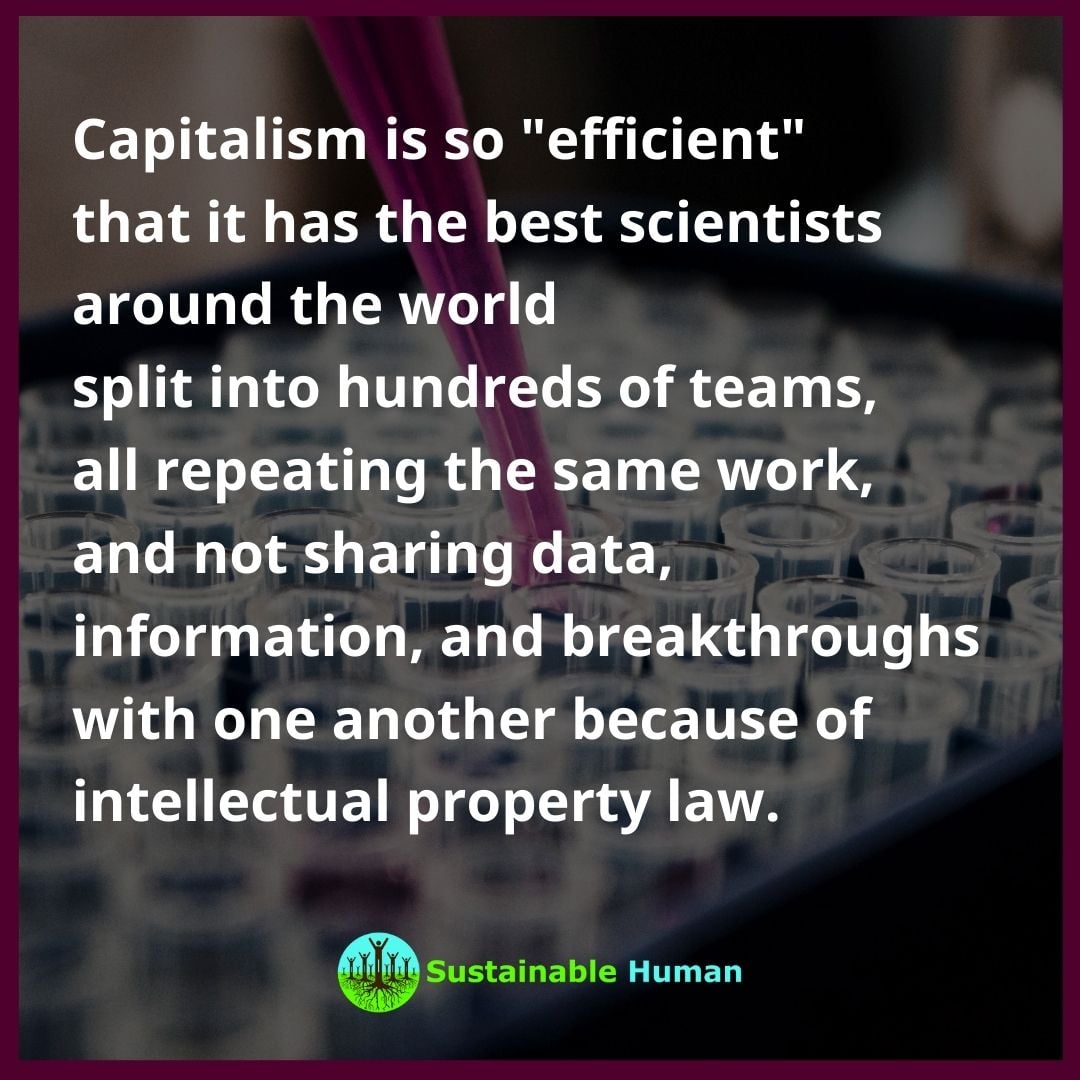 Capitalism is so "efficient"
that it has the best scientists
around the world
split into hundreds of teams,
all repeating the same work,
and not sharing data,
information, and breakthroughs
with one another because of
intellectual property law.
Sustainable Human